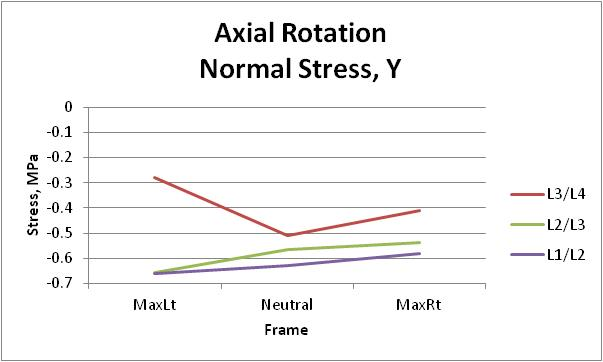 Axial Rotation
Normal Stress, Y
0
-0.1
-0.2
-0.3
-0.4
-0.5
-0.6
-0.7
Stress, MPa
MaxLt Neutral MaxRt
Frame
L3/L4
L2/L3
L1/L2